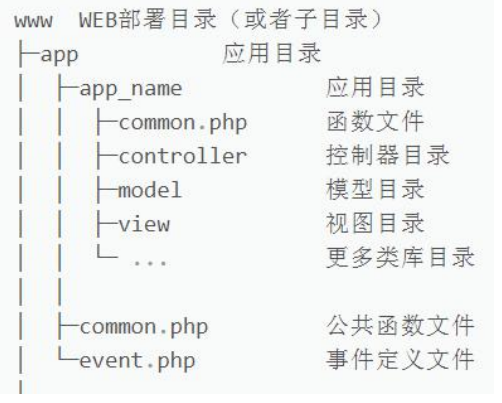 www WEB部署目录（或者子目录）
├─app 应用目录
│ ├─app_name 应用目录
│ │ ├─common.php 函数文件
│ │ ├─controller 控制器目录
│ │ ├─model 模型目录
│ │ ├─view 视图目录
│ │ └─ ... 更多类库目录
│ │
│ ├─common.php 公共函数文件
│ └─event.php 事件定义文件
│